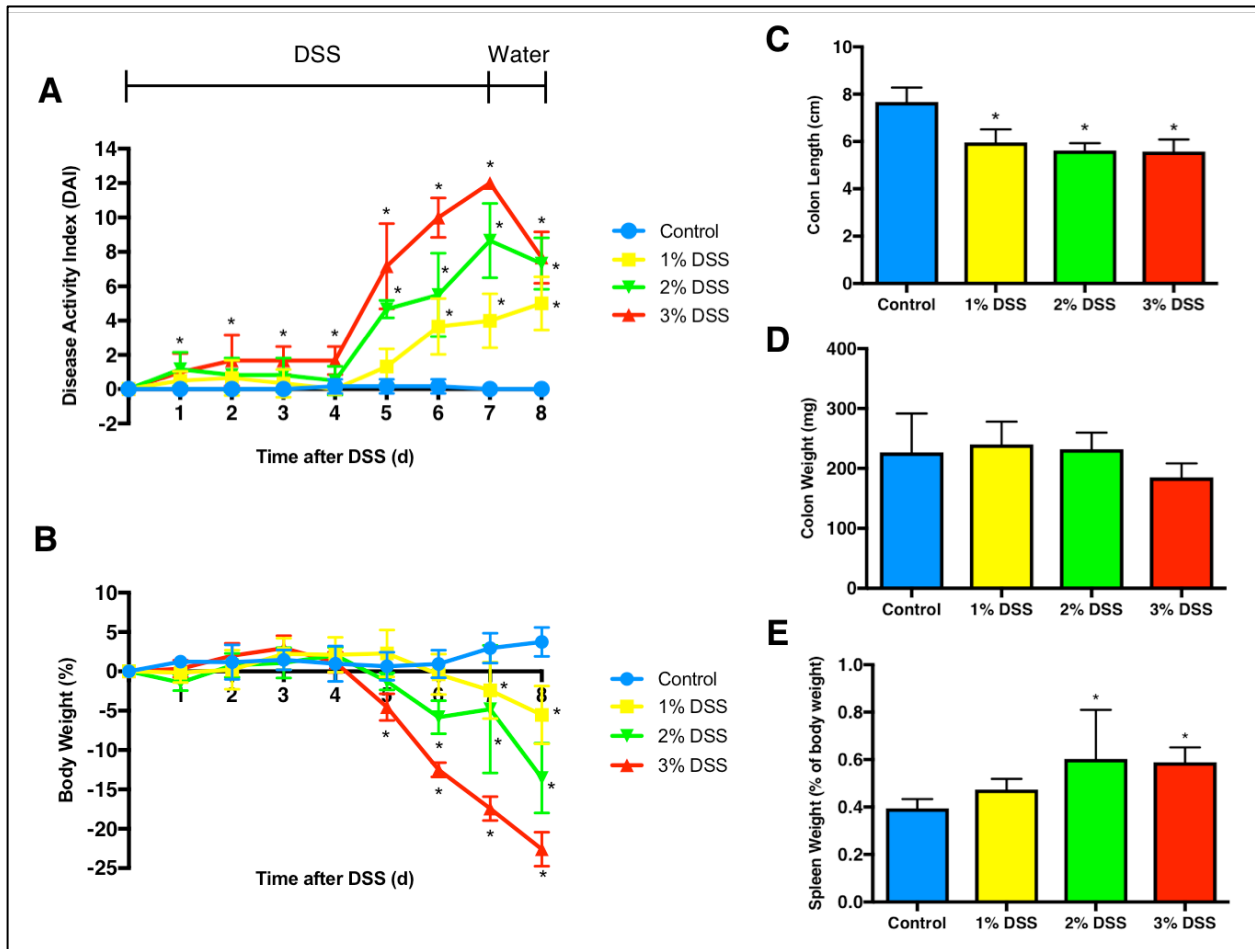 DSS Water
A
Disease Activity Index (DAI)
14
12
10
8
6
4
2
0
-2
* * * * * * * * * * * * * * *
1 2 3 4 5 6 7 8
Time after DSS (d)
Control
1% DSS
2% DSS
3% DSS
B
Body Weight (%)
10
5
0
-5
-10
-15
-20
-25
1 2 3 4 5 6 8
* * * * * * * * *
Time after DSS (d)
Control
1% DSS
2% DSS
3% DSS
C
Colon Length (cm)
10
8
6
4
2
0
* * *
Control 1% DSS 2% DSS 3% DSS
D
Colon Weight (mg)
400
300
200
100
0
Control 1% DSS 2% DSS 3% DSS
E
Spleen Weight (% of body weight)
1.0
0.8
0.6
0.4
0.2
0.0
* *
Control 1% DSS 2% DSS 3% DSS